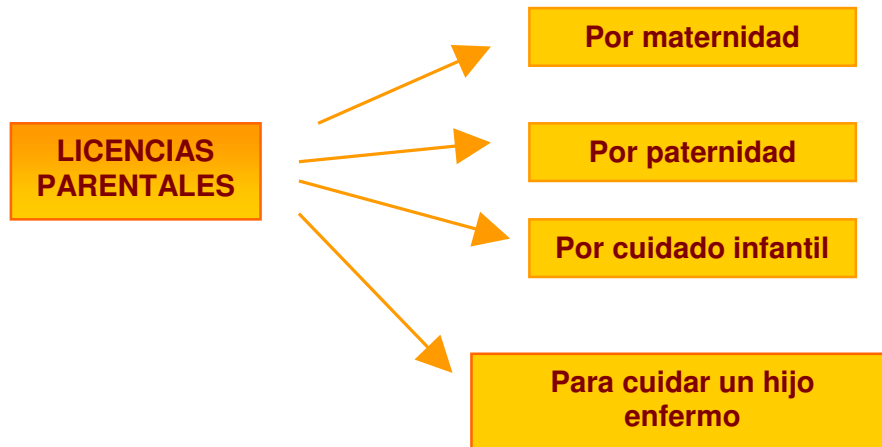 LICENCIAS
PARENTALES
Por maternidad
Por paternidad
Por cuidado infantil
Para cuidar un hijo
enfermo